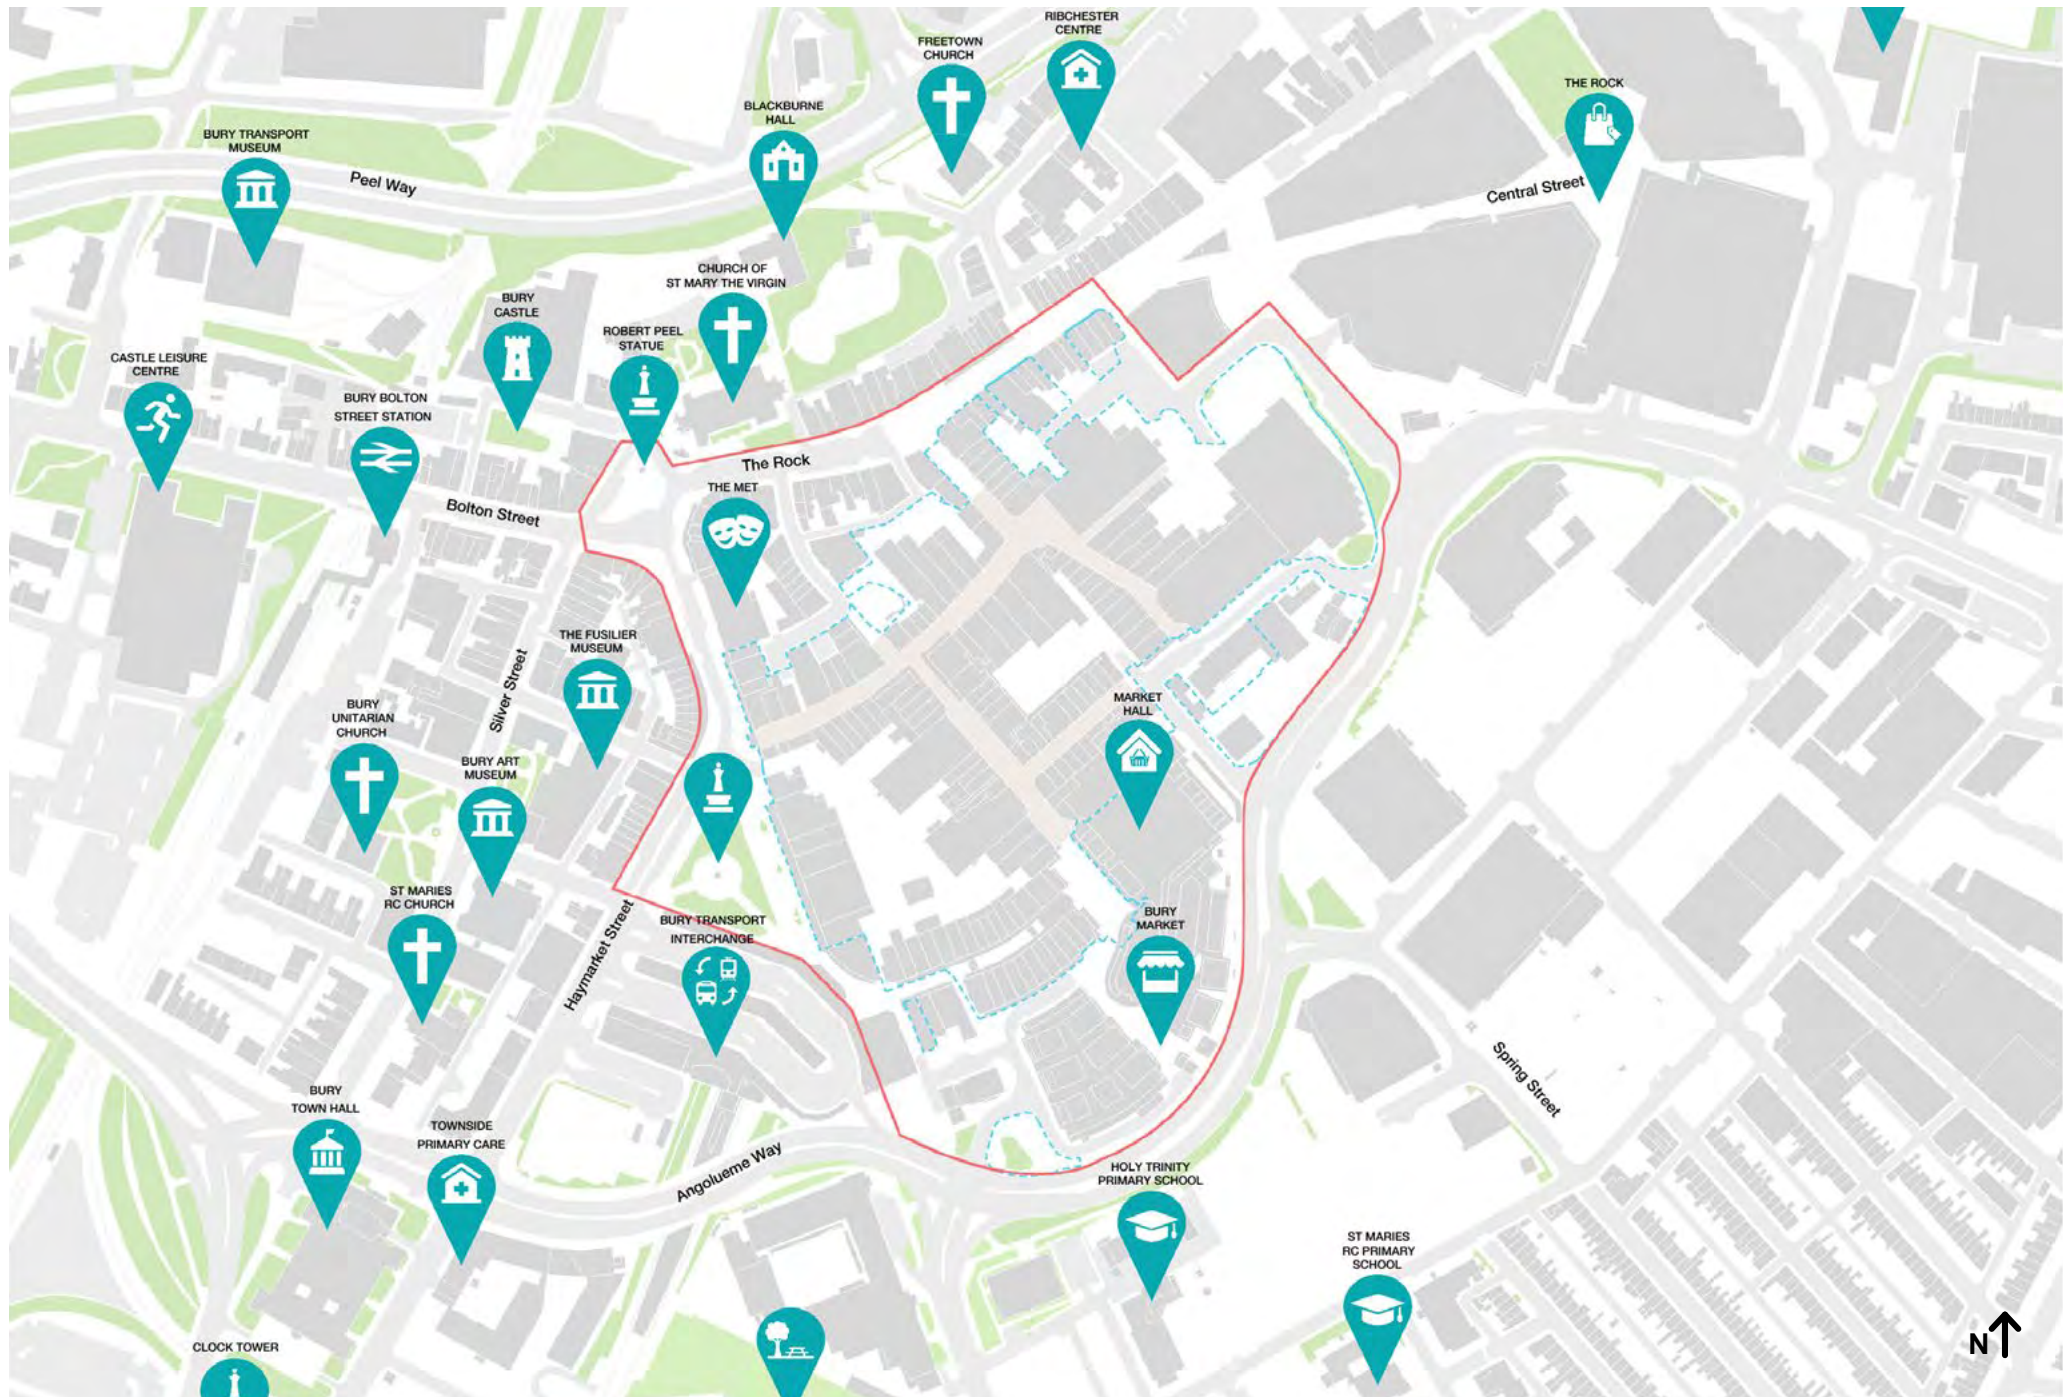 RIBCHESTER
CENTRE
FREETOWN
CHURCH
THE ROCK
BLACKBURNE
HALL
BURY TRANSPORT
MUSEUM
Peel Way
Central Street
CHURCH OF
ST MARY THE VIRGIN
BURY
CASTLE
ROBERT PEEL
STATUE
CASTLE LEISURE
CENTRE
BURY BOLTON
STREET STATION
The Rock
THE MET
Bolton Street
THE FUSILIER
MUSEUM
Silver Street
MARKET
HALL
BURY
UNITARIAN
CHURCH
BURY ART
MUSEUM
ST MARIES
RC CHURCH
BURY
MARKET
BURY TRANSPORT
INTERCHANGE
Haymarket Street
Spring Street
BURY
TOWN HALL
TOWNSIDE
PRIMARY CARE
Angolueme Way
HOLY TRINITY
PRIMARY SCHOOL
ST MARIES
RC PRIMARY
SCHOOL
N
CLOCK TOWER